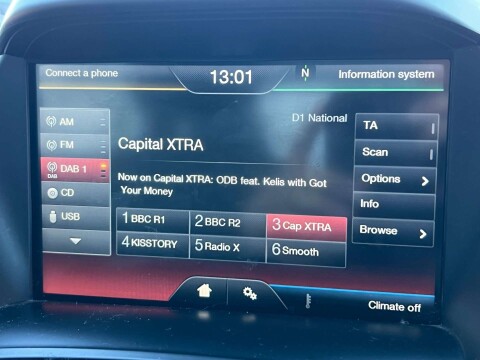 Connect a phone
13:01
N
Information system
D1 National
AM
FM
DAB 1
DAB
CD
USB
Capital XTRA
Now on Capital XTRA: ODB feat. Kelis with Got
Your Money
1 BBC R1
2 BBC R2
3 Cap XTRA
4 KISSTORY
5 Radio X
6 Smooth
TA
Scan
Options
Info
Browse
Climate off